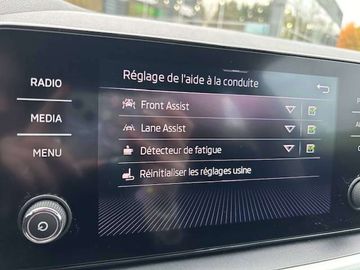 Réglage de l'aide à la conduite
RADIO
Front Assist
MEDIA
Lane Assist
MENU
Détecteur de fatigue
Réinitialiser les réglages usine